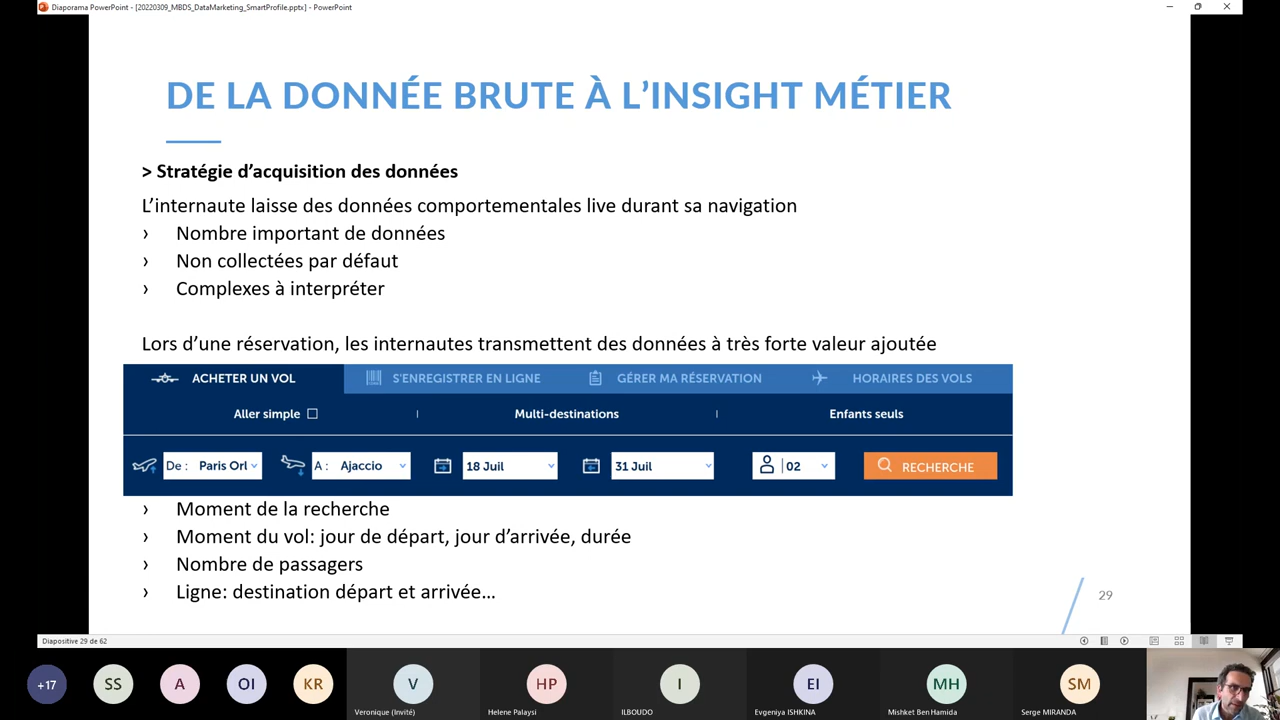 Diaporama PowerPoint - [20220309_MBDS_DataMarketing_SmartProfile.pptx] - PowerPoint
DE LA DONNÉE BRUTE À L'INSIGHT MÉTIER
> Stratégie d'acquisition des données
L'internaute laisse des données comportementales live durant sa navigation
› Nombre important de données
› Non collectées par défaut
› Complexes à interpréter
Lors d'une réservation, les internautes transmettent des données à très forte valeur ajoutée
ACHETER UN VOL S'ENREGISTRER EN LIGNE GÉRER MA RÉSERVATION HORAIRES DES VOLS
Aller simple Multi-destinations Enfants seuls
De : Paris Orl A : Ajaccio 18 Juil 31 Juil 02 RECHERCHE
› Moment de la recherche
› Moment du vol: jour de départ, jour d'arrivée, durée
› Nombre de passagers
› Ligne: destination départ et arrivée...
29
Diapositive 29 de 62
+17 SS A OI KR V HP I EI MH SM
Veronique (Invité) Helene Palaysi ILBOUDO Evgeniya ISHKINA Mishket Ben Hamida Serge MIRANDA